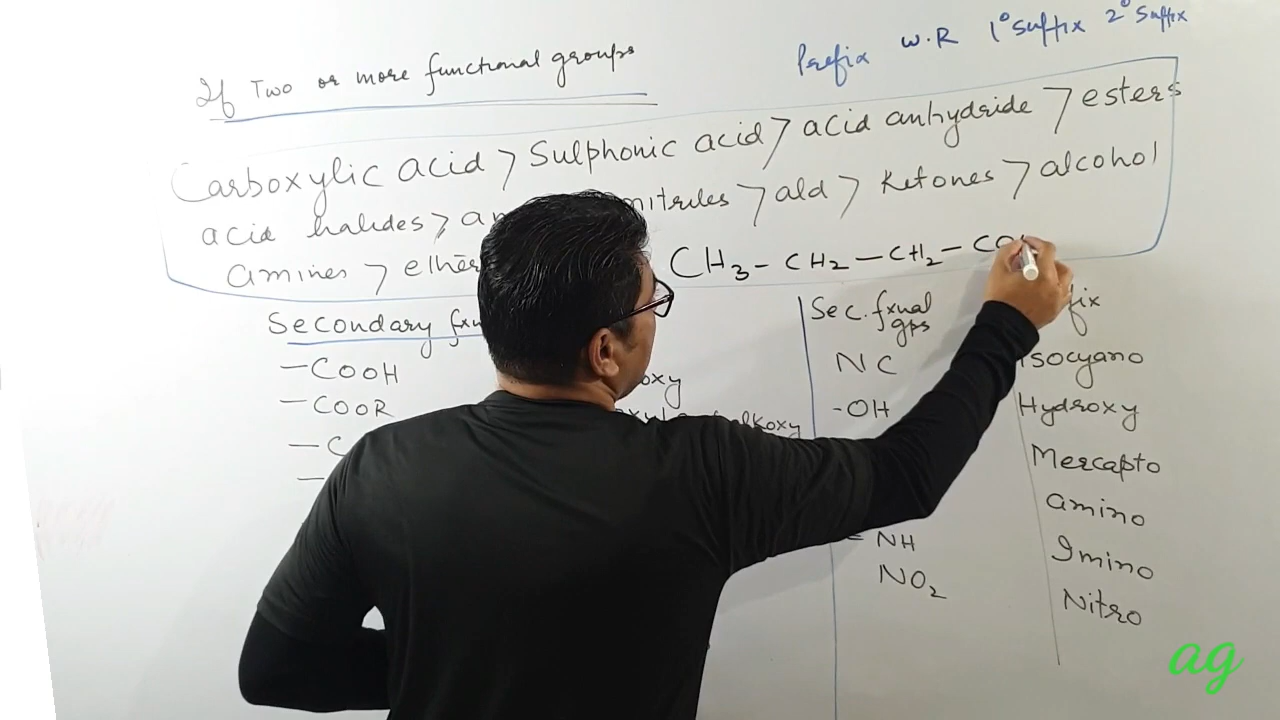 Prefix W.R 1° Suffix 2° Suffix
If Two or more functional groups
Carboxylic acid > Sulphonic acid > acid anhydride > esters
acid halides > nitriles > ald > Ketones > alcohol
amines >
CH3 - CH2 - CH2 - CO
Secondary
Sec. fxnal
gps
-COOH
NC Isocyano
-COOR
-OH Hydroxy
Mercapto
amino
= NH Imino
NO2 Nitro
ag